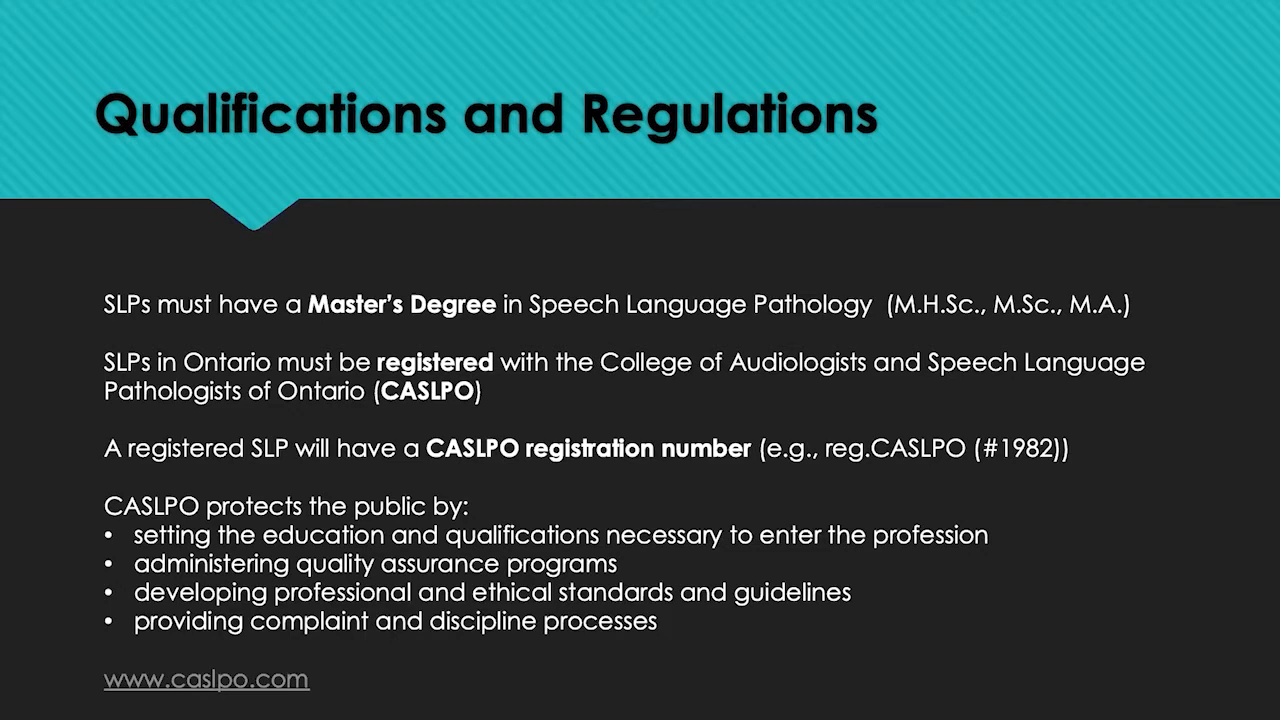 Qualifications and Regulations
SLPs must have a Master's Degree in Speech Language Pathology  (M.H.Sc., M.Sc., M.A.)
SLPs in Ontario must be registered with the College of Audiologists and Speech Language
Pathologists of Ontario (CASLPO)
A registered SLP will have a CASLPO registration number (e.g., reg.CASLPO (#1982))
CASLPO protects the public by:
• setting the education and qualifications necessary to enter the profession
• administering quality assurance programs
• developing professional and ethical standards and guidelines
• providing complaint and discipline processes
www.caslpo.com